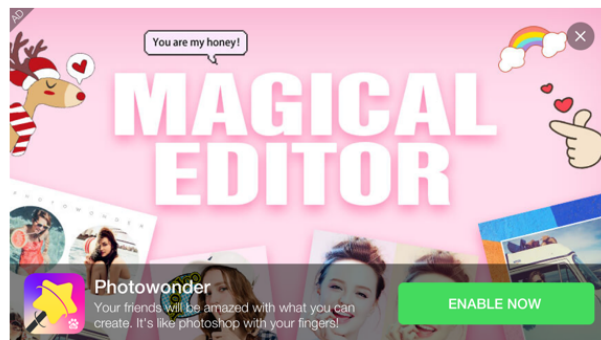 AD
You are my honey!
MAGICAL
EDITOR
PHOTOWONDER
Photowonder
Your friends will be amazed with what you can
create. It's like photoshop with your fingers!
ENABLE NOW